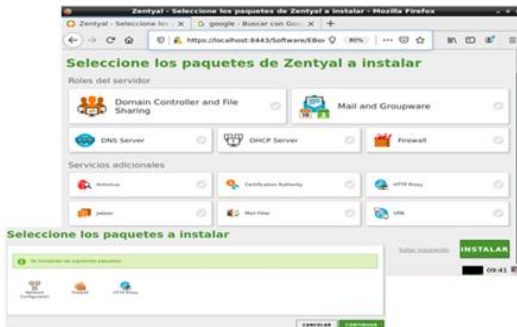 Zentyal - Seleccione los paquetes de Zentyal a instalar - Mozilla Firefox
Zentyal - Seleccione los
google - Buscar con Goo
https://localhost:8443/Software/EBox
80%
Seleccione los paquetes de Zentyal a instalar
Roles del servidor
Domain Controller and File Sharing
Mail and Groupware
DNS Server
DHCP Server
Firewall
Servicios adicionales
Antivirus
Certification Authority
HTTP Proxy
Jabber
Mail Filter
VPN
Saltar instalación
INSTALAR
09:41
Seleccione los paquetes a instalar
Se instalarán los siguientes paquetes
Network Configuration
Firewall
HTTP Proxy
CANCELAR
CONTINUAR